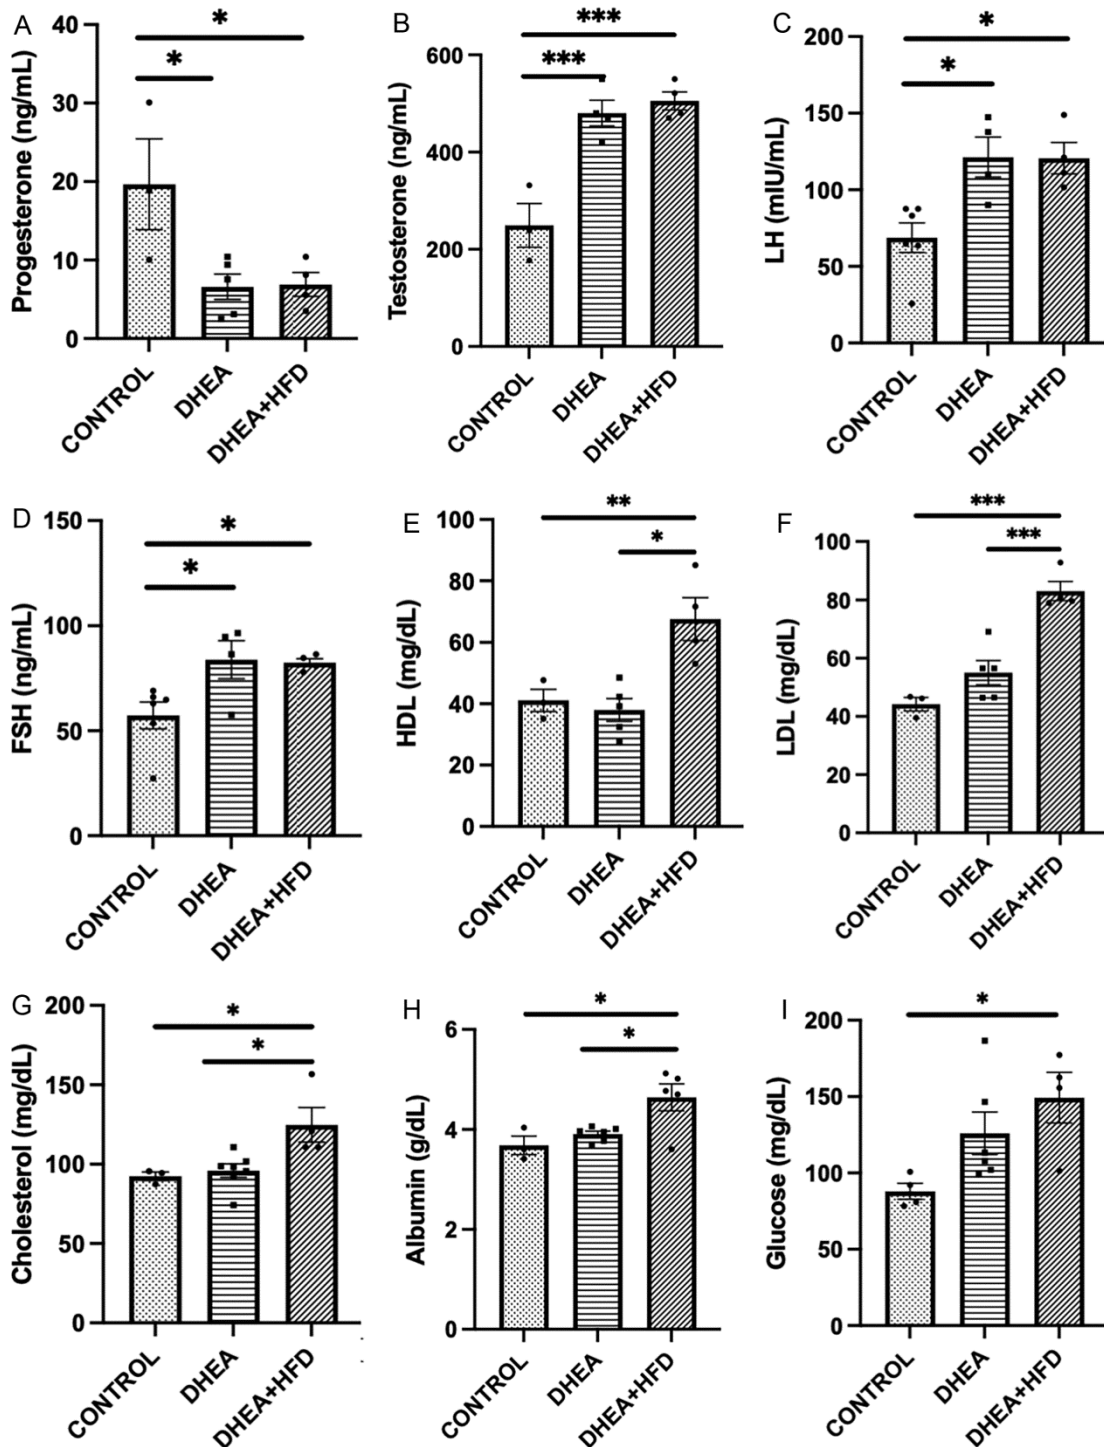 A
Progesterone (ng/mL)
40
30
20
10
0
*
*
CONTROL
DHEA
DHEA+HFD
B
Testosterone (ng/mL)
600
400
200
0
***
***
CONTROL
DHEA
DHEA+HFD
C
LH (mIU/mL)
200
150
100
50
0
*
*
CONTROL
DHEA
DHEA+HFD
D
FSH (ng/mL)
150
100
50
0
*
*
CONTROL
DHEA
DHEA+HFD
E
HDL (mg/dL)
100
80
60
40
20
0
**
*
CONTROL
DHEA
DHEA+HFD
F
LDL (mg/dL)
100
80
60
40
20
0
***
***
CONTROL
DHEA
DHEA+HFD
G
Cholesterol (mg/dL)
200
150
100
50
0
*
*
CONTROL
DHEA
DHEA+HFD
H
Albumin (g/dL)
6
4
2
0
*
*
CONTROL
DHEA
DHEA+HFD
I
Glucose (mg/dL)
200
150
100
50
0
*
CONTROL
DHEA
DHEA+HFD